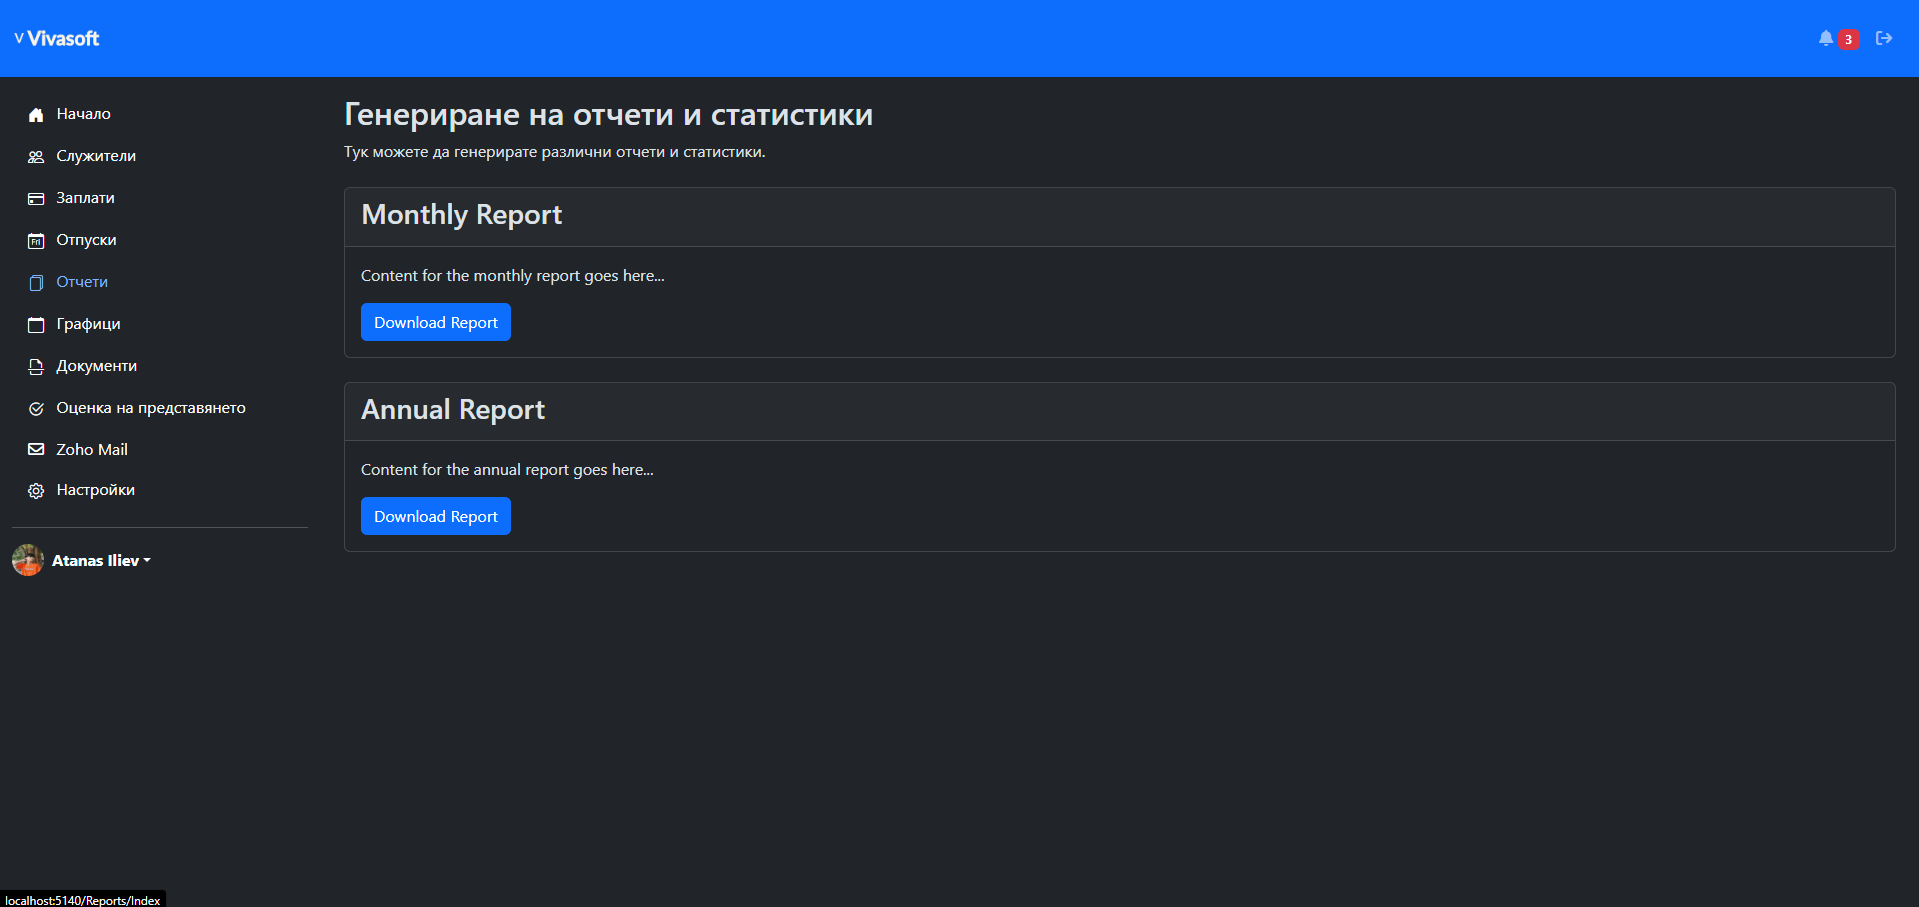 V Vivasoft
3
Начало
Служители
Заплати
Fri
Отпуски
Отчети
Графици
Документи
Оценка на представянето
Zoho Mail
Настройки
Atanas Iliev
Генериране на отчети и статистики
Тук можете да генерирате различни отчети и статистики.
Monthly Report
Content for the monthly report goes here...
Download Report
Annual Report
Content for the annual report goes here...
Download Report
localhost:5140/Reports/Index